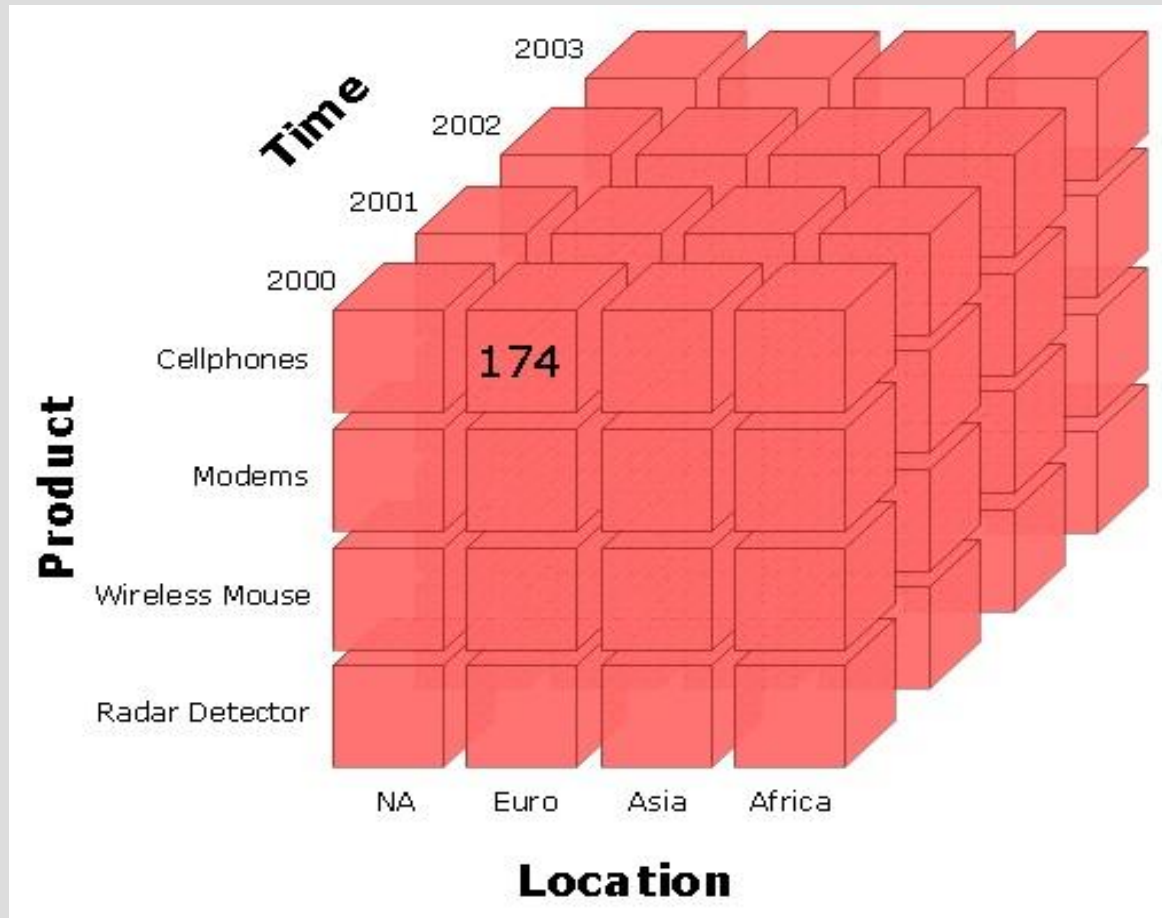 2003
Time
2002
2001
2000
Cellphones
174
Product
Modems
Wireless Mouse
Radar Detector
NA Euro Asia Africa
Location